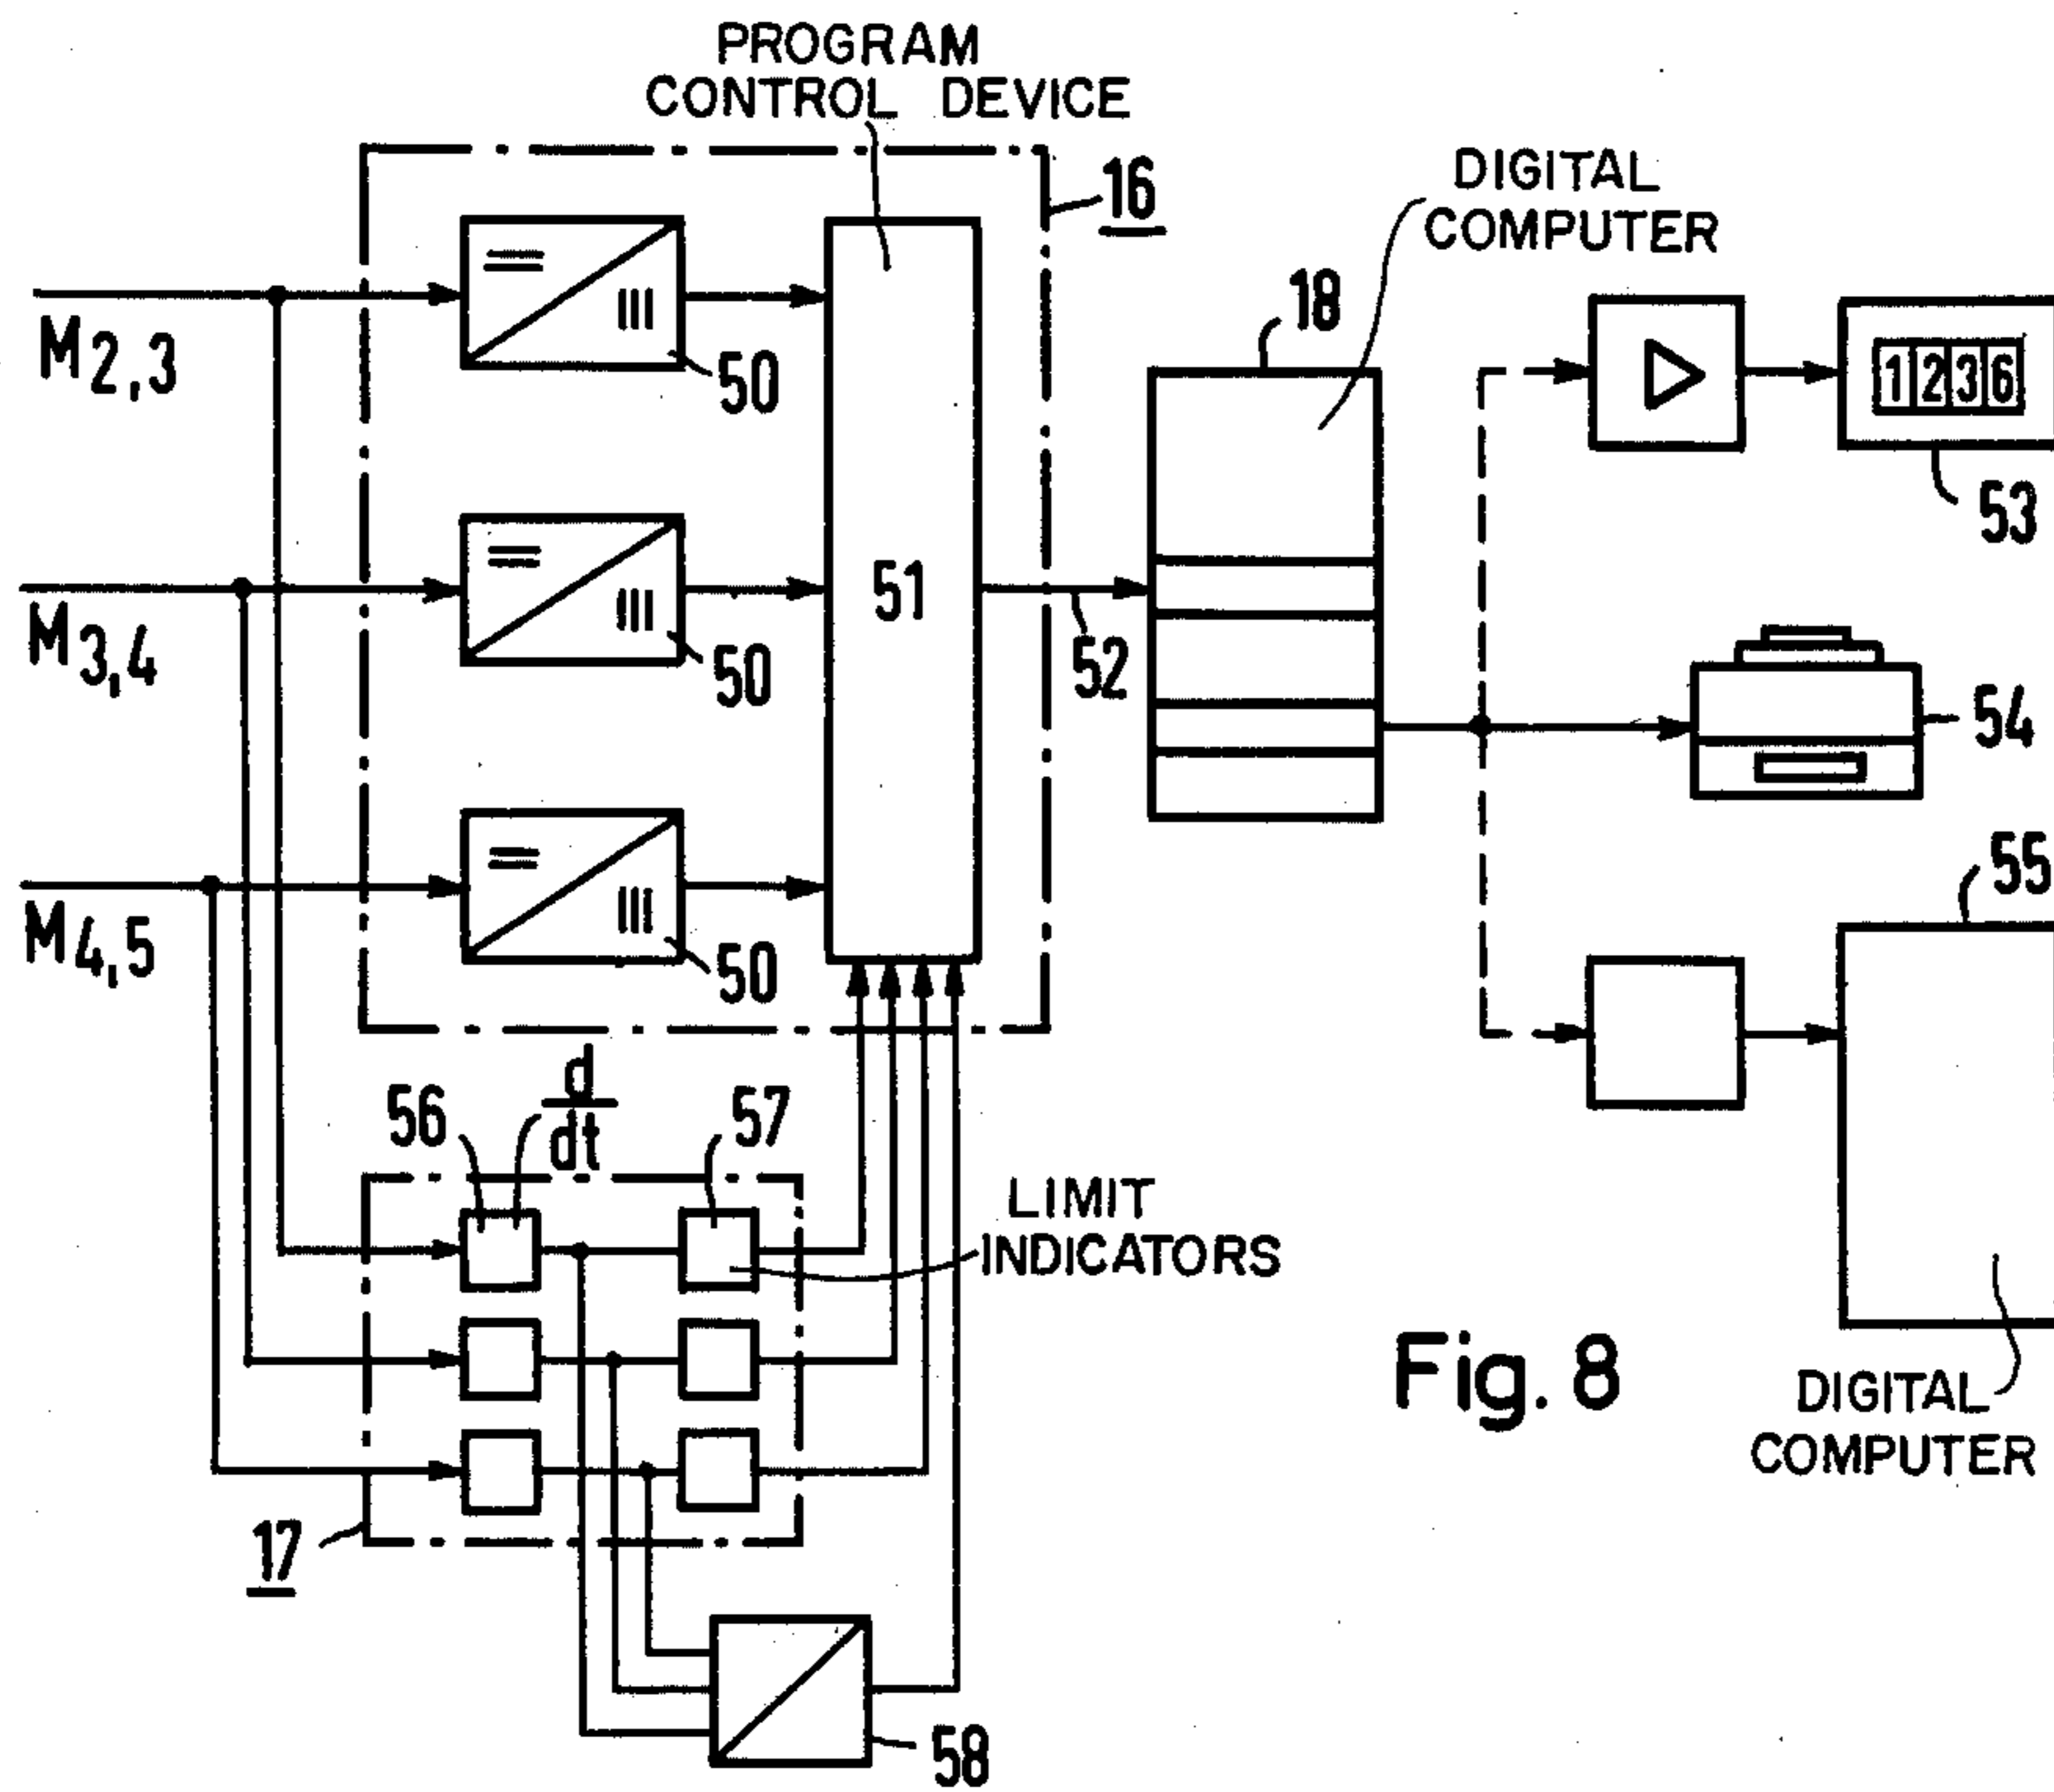 PROGRAM
CONTROL DEVICE
16
DIGITAL
COMPUTER
18
M2,3
50
1236
53
M3,4
50
51
52
54
M4,5
50
55
56
d
dt
57
LIMIT
INDICATORS
Fig. 8
DIGITAL
COMPUTER
17
58